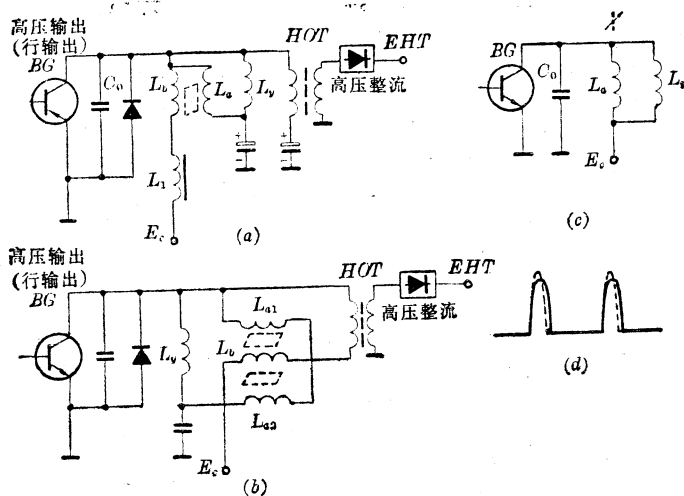 高压输出
(行输出)
BG
C₀
L_b
L_a
L_y
HOT
EHT
高压整流
+
-
+
-
L₁
E_c
(a)
BG
C₀
L_a
E_c
(c)
高压输出
(行输出)
BG
L_y
L_a1
L_b
L_a2
HOT
EHT
高压整流
E_c
(b)
(d)